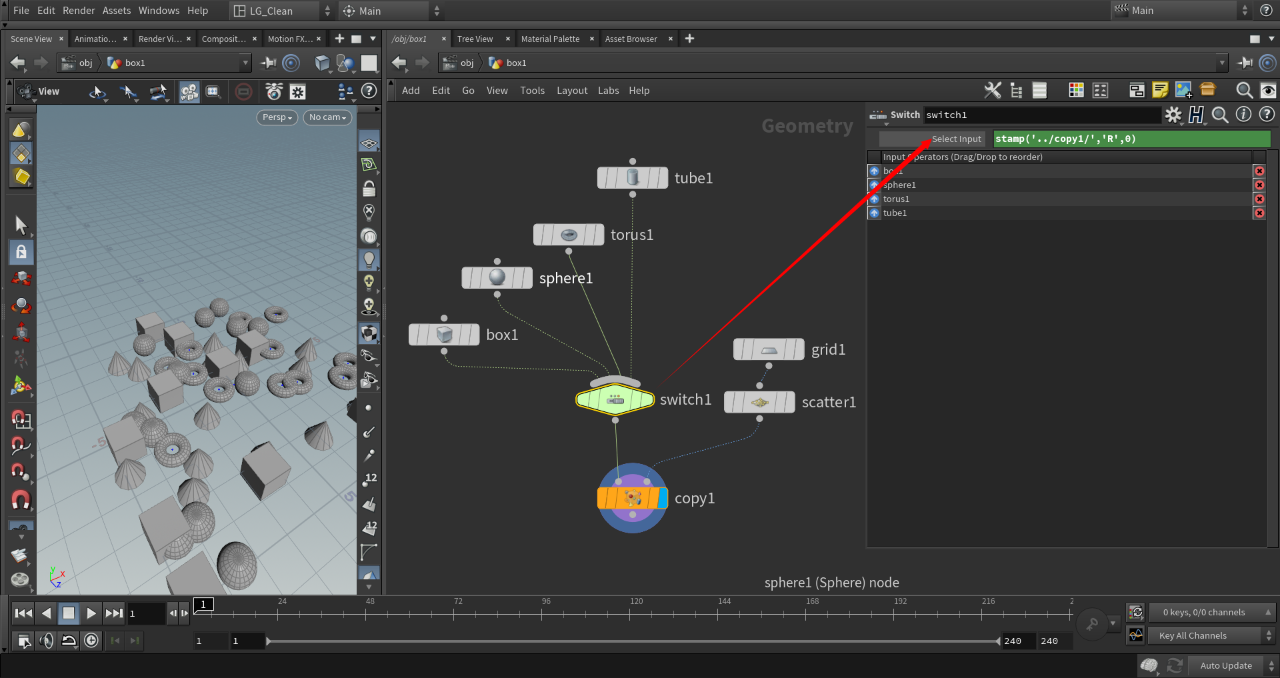 File Edit Render Assets Windows Help LG_Clean Main Main
Scene View Animatio... Render Vi... Composit... Motion FX...
/obj/box1 Tree View Material Palette Asset Browser
obj box1
obj box1
View
Add Edit Go View Tools Layout Labs Help
Persp No cam
Geometry
Switch switch1
Select Input stamp('../copy1/','R',0)
Input Operators (Drag/Drop to reorder)
box1
sphere1
torus1
tube1
tube1
torus1
sphere1
box1
grid1
switch1
scatter1
copy1
12
12
-5
5
y
x
z
sphere1 (Sphere) node
1
1 24 48 72 96 120 144 168 192 216 2
0 keys, 0/0 channels
1 1 240 240
Key All Channels
Auto Update